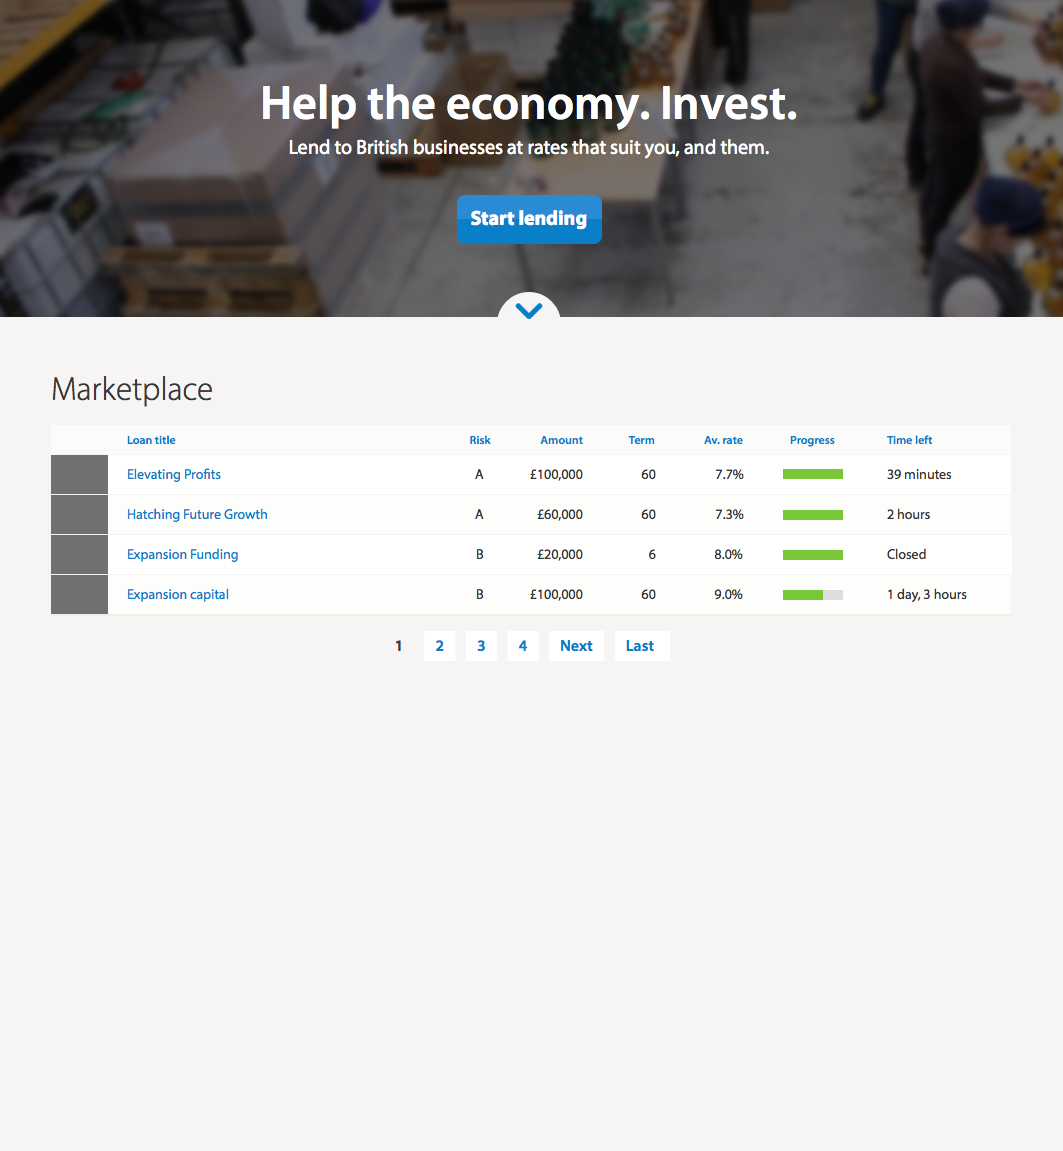 Help the economy. Invest.
Lend to British businesses at rates that suit you, and them.
Start lending
Marketplace
Loan title Risk Amount Term Av. rate Progress Time left
Elevating Profits A £100,000 60 7.7% 39 minutes
Hatching Future Growth A £60,000 60 7.3% 2 hours
Expansion Funding B £20,000 6 8.0% Closed
Expansion capital B £100,000 60 9.0% 1 day, 3 hours
1 2 3 4 Next Last